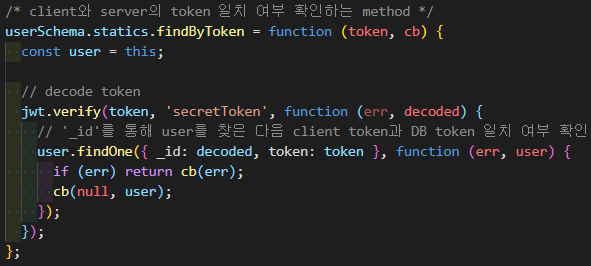 /* client와 server의 token 일치 여부 확인하는 method */
userSchema.statics.findByToken = function (token, cb) {
  const user = this;

  // decode token
  jwt.verify(token, 'secretToken', function (err, decoded) {
    // '_id'를 통해 user를 찾은 다음 client token과 DB token 일치 여부 확인
    user.findOne({ _id: decoded, token: token }, function (err, user) {
      if (err) return cb(err);
      cb(null, user);
    });
  });
};